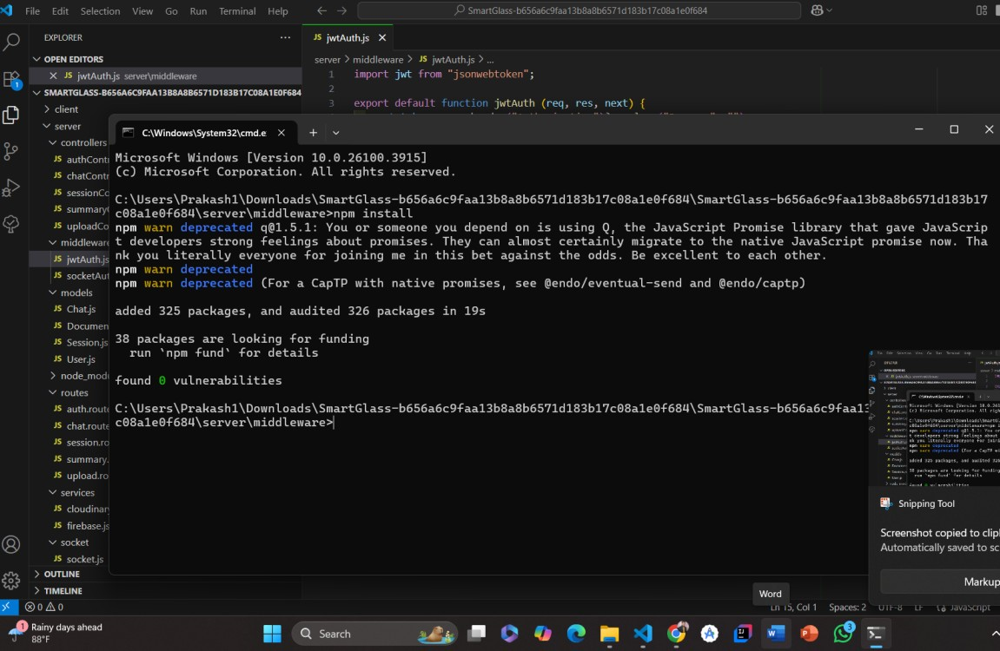 File Edit Selection View Go Run Terminal Help
SmartGlass-b656a6c9faa13b8a8b6571d183b17c08a1e0f684
EXPLORER
JS jwtAuth.js
OPEN EDITORS
JS jwtAuth.js server\middleware
server > middleware > JS jwtAuth.js > ...
SMARTGLASS-B656A6C9FAA13B8A8B6571D183B17C08A1E0F684
1 import jwt from "jsonwebtoken";
2
3 export default function jwtAuth (req, res, next) {
client
server
controllers
JS authContr
JS chatContr
JS sessionCo
JS summary
JS uploadCo
middleware
JS jwtAuth.js
JS socketAut
models
JS Chat.js
JS Documen
JS Session.js
JS User.js
node_mod
routes
JS auth.route
JS chat.route
JS session.ro
JS summary.
JS upload.ro
services
JS cloudinar
JS firebase.js
socket
JS socket.js
OUTLINE
TIMELINE
C:\Windows\System32\cmd.e
Microsoft Windows [Version 10.0.26100.3915]
(c) Microsoft Corporation. All rights reserved.
C:\Users\Prakash1\Downloads\SmartGlass-b656a6c9faa13b8a8b6571d183b17c08a1e0f684\SmartGlass-b656a6c9faa13b8a8b6571d183b17
c08a1e0f684\server\middleware>npm install
npm warn deprecated q@1.5.1: You or someone you depend on is using Q, the JavaScript Promise library that gave JavaScrip
t developers strong feelings about promises. They can almost certainly migrate to the native JavaScript promise now. Tha
nk you literally everyone for joining me in this bet against the odds. Be excellent to each other.
npm warn deprecated
npm warn deprecated (For a CapTP with native promises, see @endo/eventual-send and @endo/captp)
added 325 packages, and audited 326 packages in 19s
38 packages are looking for funding
run `npm fund` for details
found 0 vulnerabilities
C:\Users\Prakash1\Downloads\SmartGlass-b656a6c9faa13b8a8b6571d183b17c08a1e0f684\SmartGlass-b656a6c9faa13
c08a1e0f684\server\middleware>
Snipping Tool
Screenshot copied to clip
Automatically saved to sc
Markup
Word
0 0
Ln 15, Col 1 Spaces: 2 UTF-8 LF JavaScript
1
Rainy days ahead
88°F
Search
3